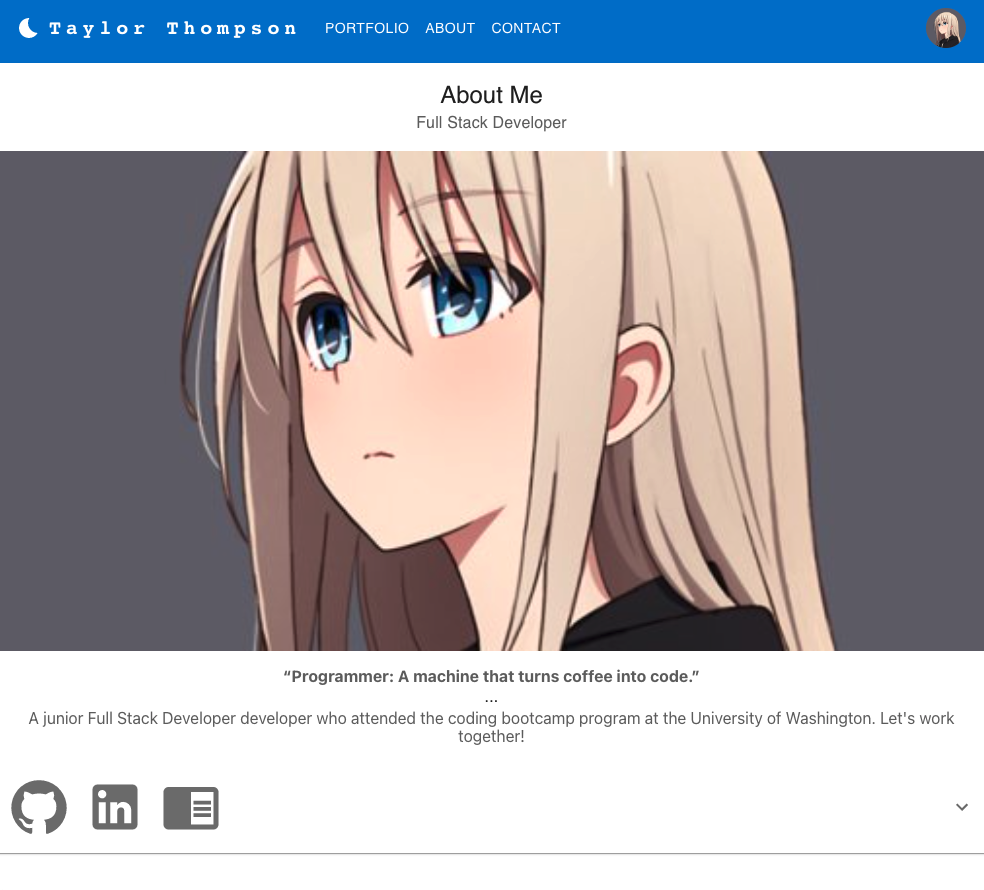 Taylor Thompson PORTFOLIO ABOUT CONTACT
About Me
Full Stack Developer
“Programmer: A machine that turns coffee into code.”
...
A junior Full Stack Developer developer who attended the coding bootcamp program at the University of Washington. Let's work
together!
in